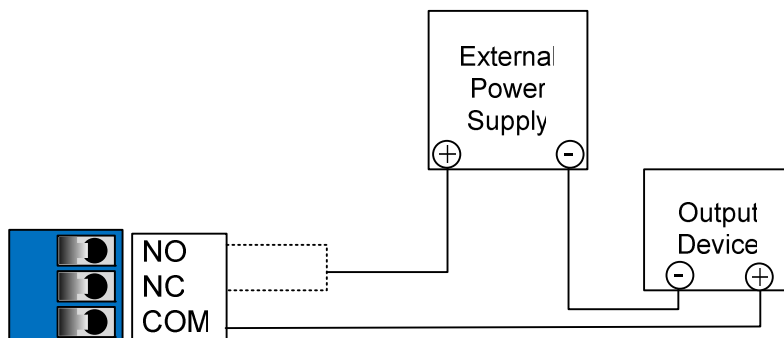 External
Power
Supply
+ -
Output
Device
- +
NO
NC
COM